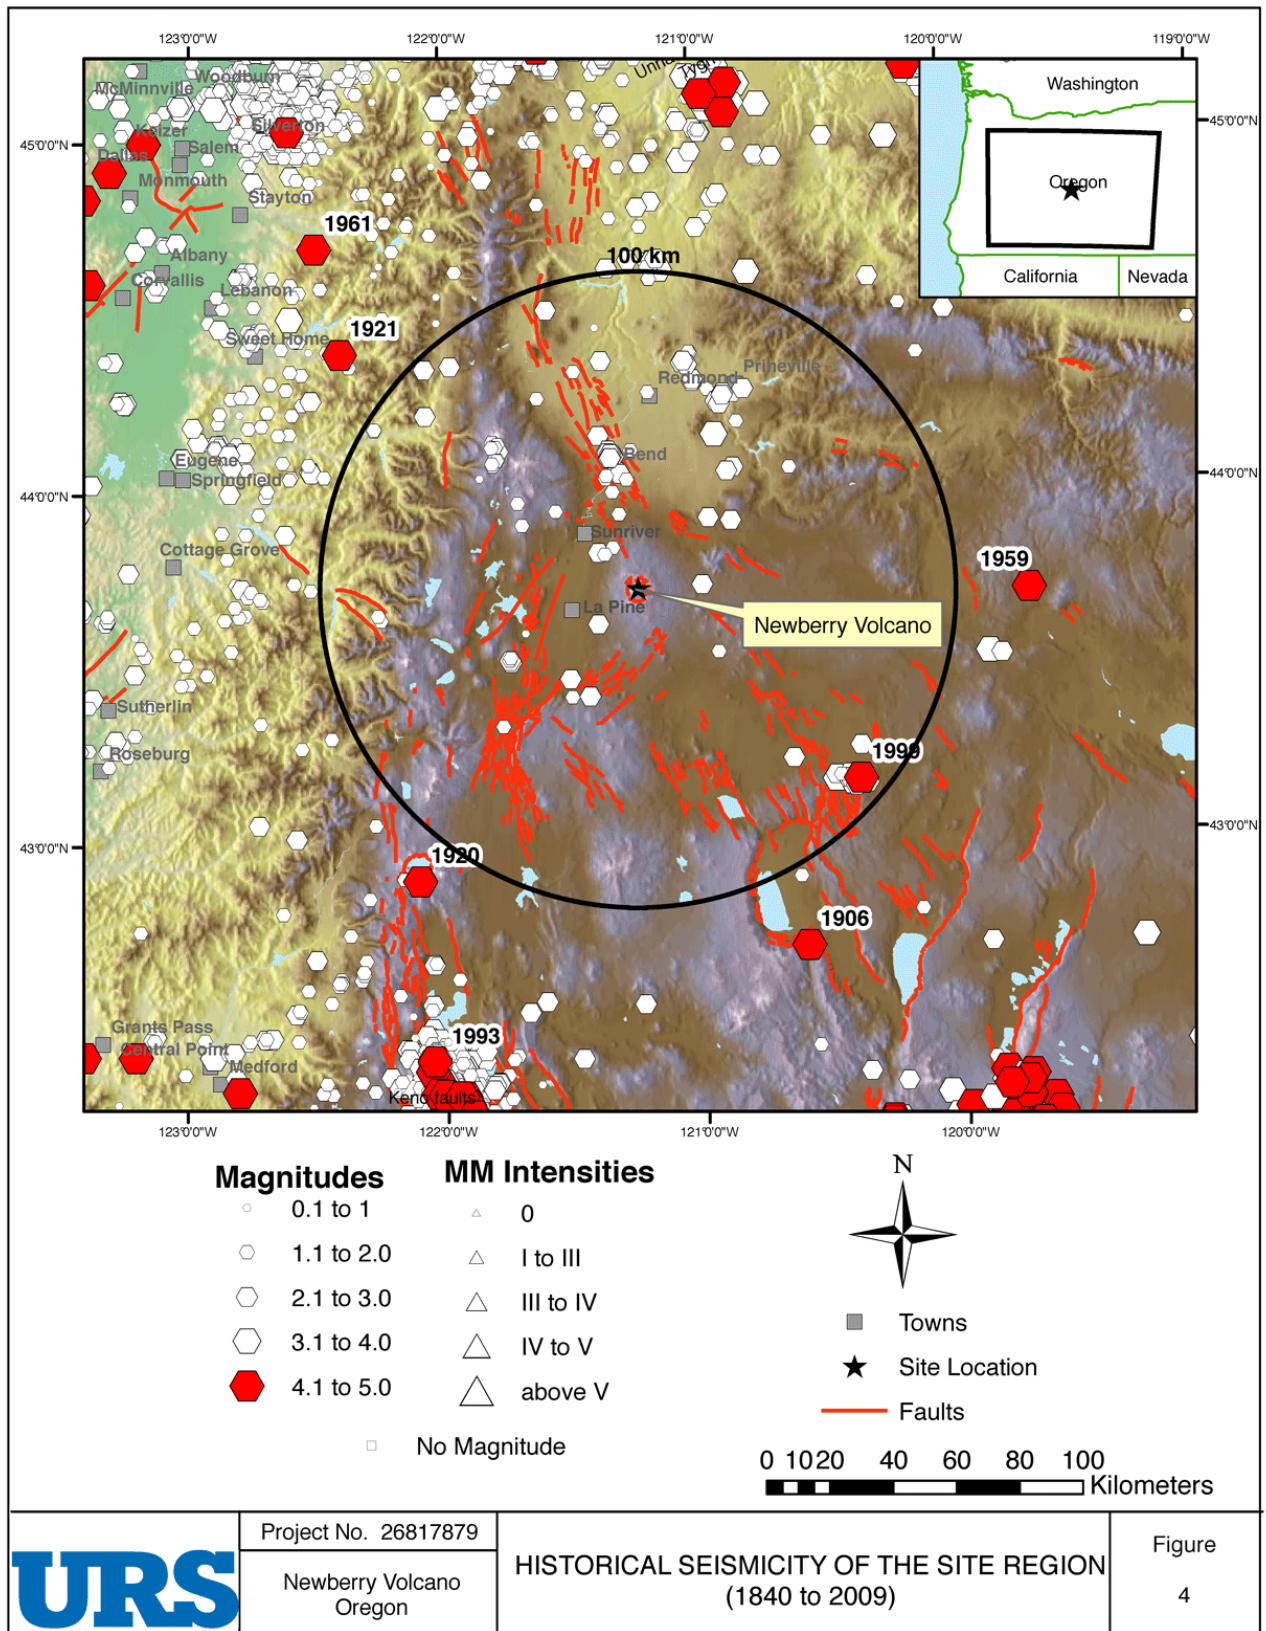 123°0'0"W 122°0'0"W 121°0'0"W 120°0'0"W 119°0'0"W
Woodburn
McMinnville
Tygh
Washington
Keizer
Silverton
45°0'0"N
45°0'0"N
Dallas
Salem
Monmouth
Oregon
Stayton
1961
Albany
100 km
California
Nevada
Corvallis
Lebanon
1921
Sweet Home
Prineville
Redmond
Bend
Eugene
Springfield
44°0'0"N
44°0'0"N
Sunriver
Cottage Grove
1959
La Pine
Newberry Volcano
Sutherlin
Roseburg
1999
43°0'0"N
43°0'0"N
1920
1906
Grants Pass
1993
Central Point
Medford
Keno faults
123°0'0"W 122°0'0"W 121°0'0"W 120°0'0"W
Magnitudes
0.1 to 1
1.1 to 2.0
2.1 to 3.0
3.1 to 4.0
4.1 to 5.0
MM Intensities
0
I to III
III to IV
IV to V
above V
No Magnitude
N
Towns
Site Location
Faults
0 10 20 40 60 80 100
Kilometers
URS
Project No. 26817879
Newberry Volcano
Oregon
HISTORICAL SEISMICITY OF THE SITE REGION
(1840 to 2009)
Figure
4